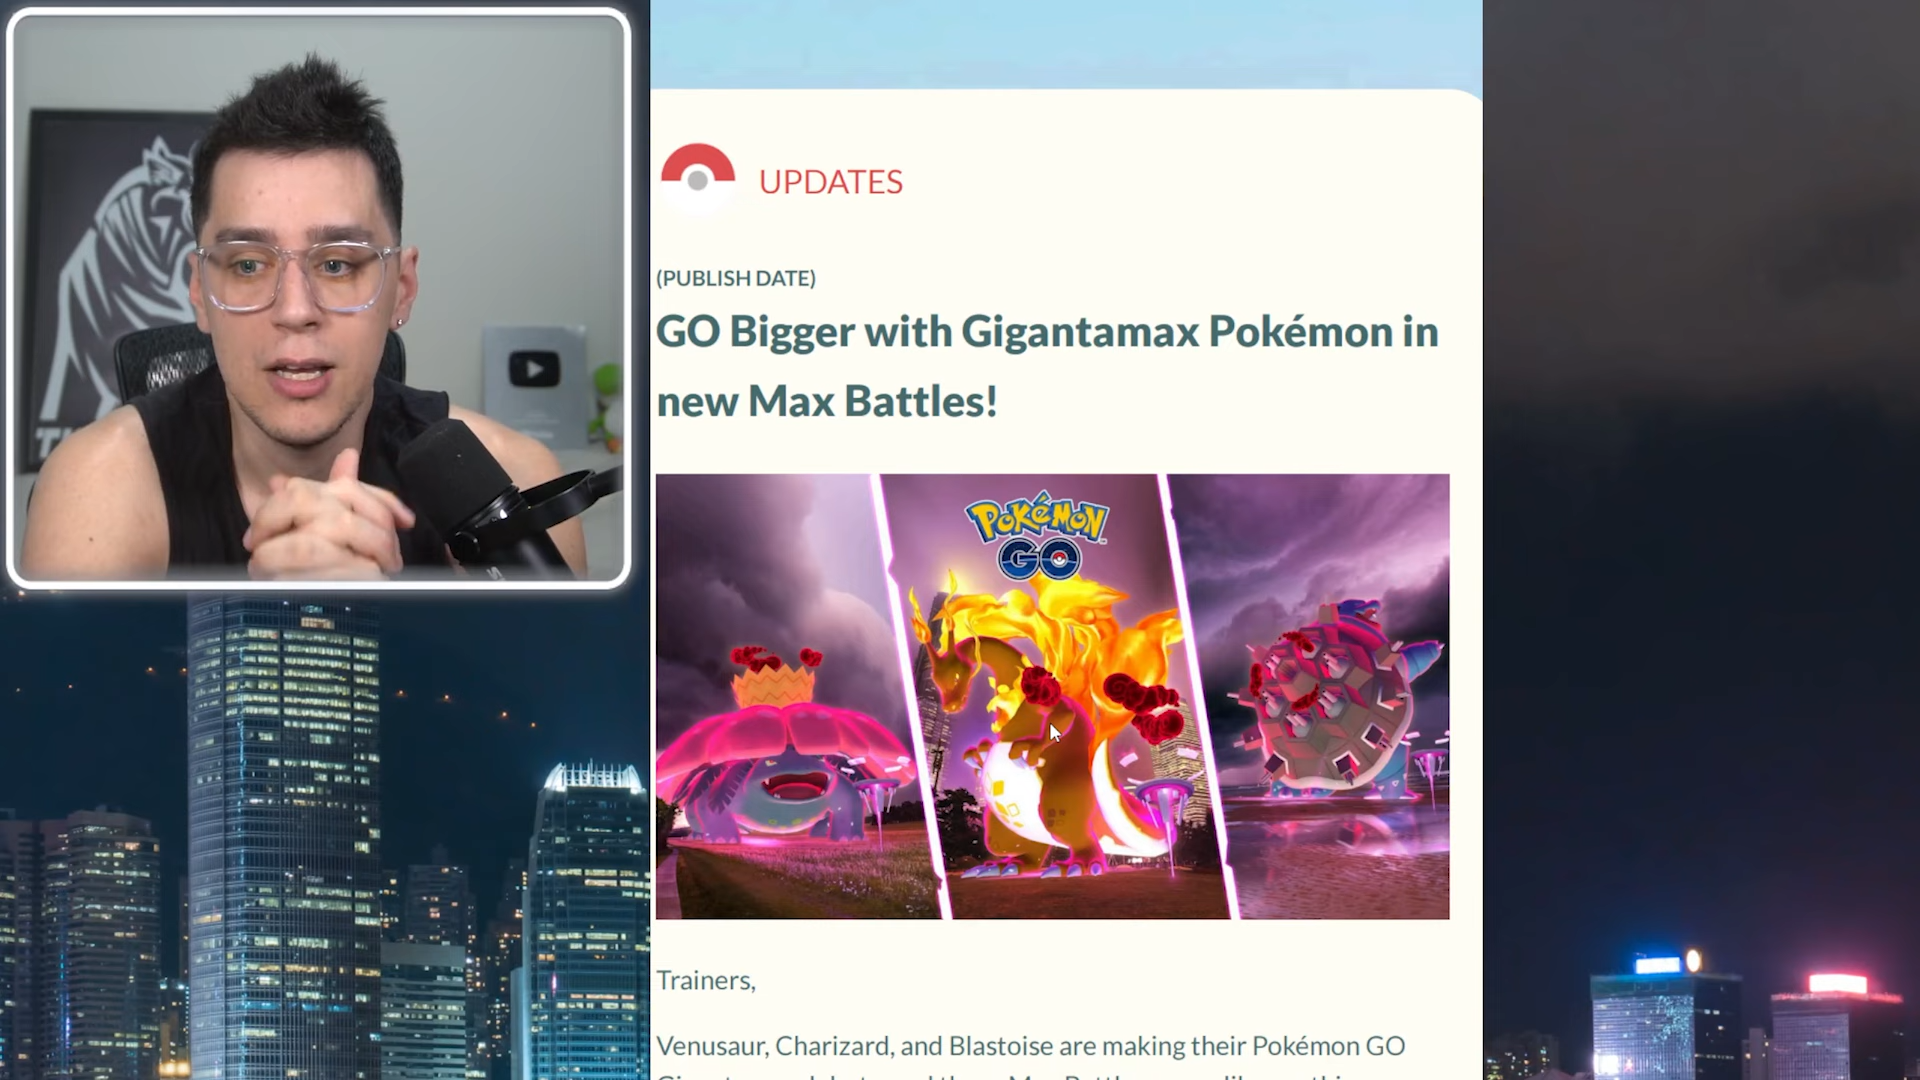 UPDATES
(PUBLISH DATE)
GO Bigger with Gigantamax Pokémon in
new Max Battles!
POKÉMON
GO
Trainers,
Venusaur, Charizard, and Blastoise are making their Pokémon GO